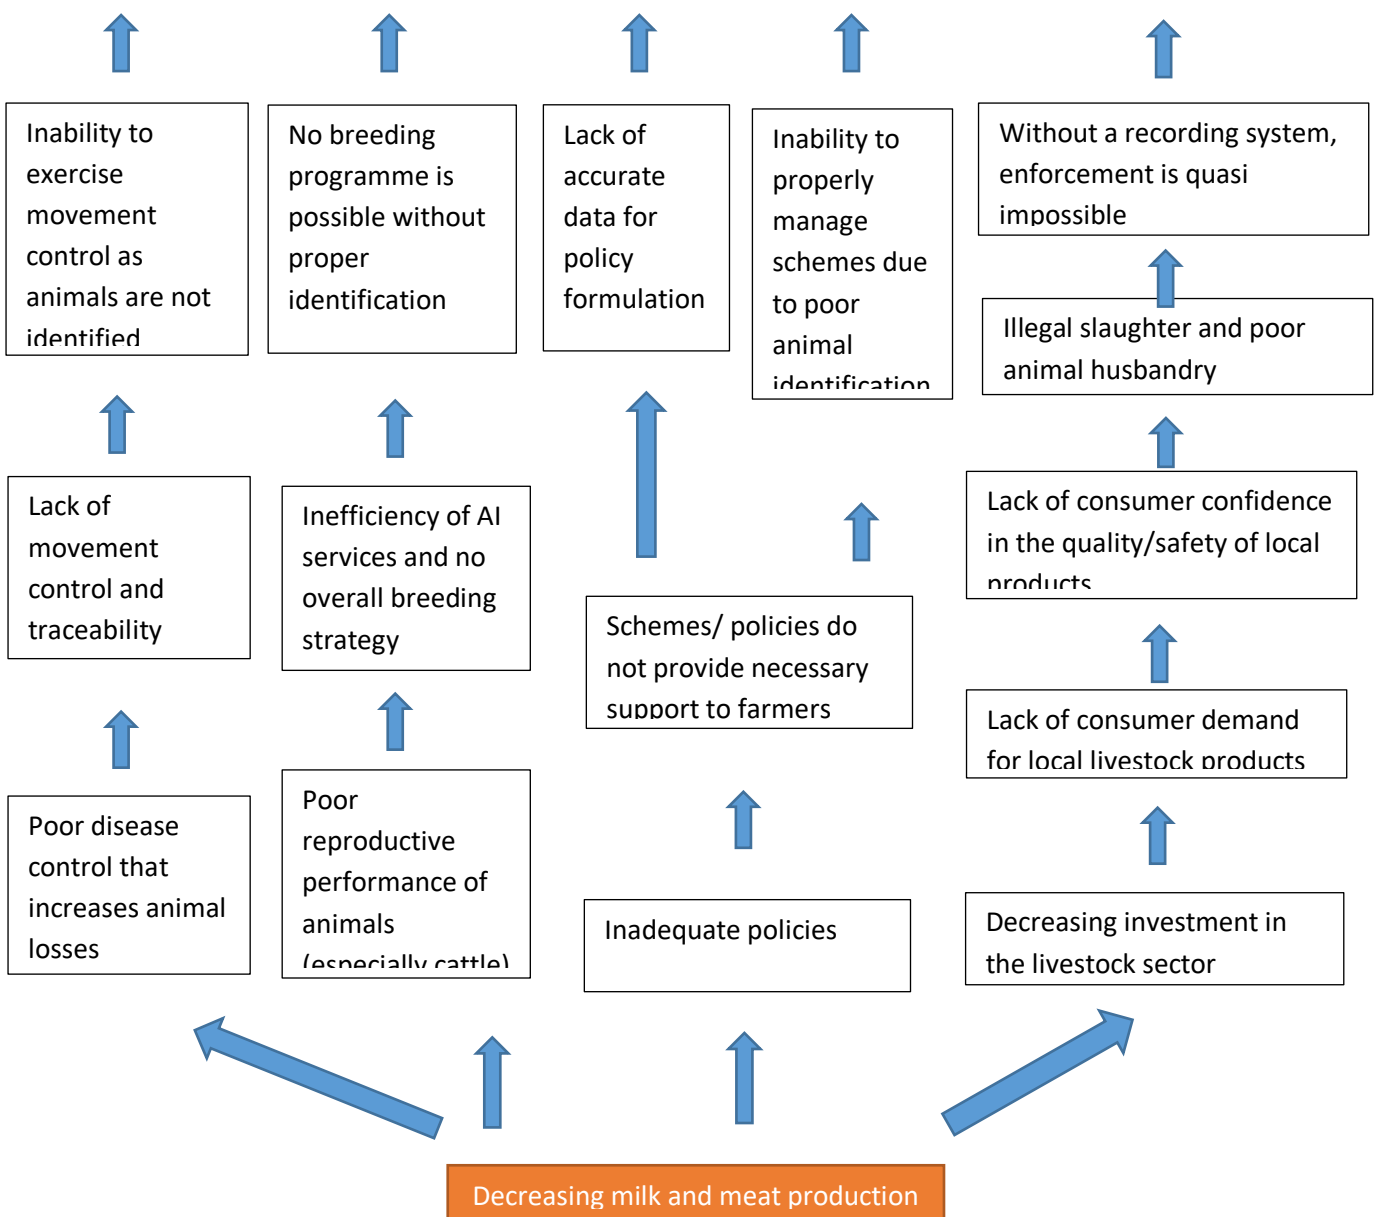 Inability to
exercise
movement
control as
animals are not
identified
No breeding
programme is
possible without
proper
identification
Lack of
accurate
data for
policy
formulation
Inability to
properly
manage
schemes due
to poor
animal
identification
Without a recording system,
enforcement is quasi
impossible
Illegal slaughter and poor
animal husbandry
Lack of
movement
control and
traceability
Inefficiency of AI
services and no
overall breeding
strategy
Schemes/ policies do
not provide necessary
support to farmers
Lack of consumer confidence
in the quality/safety of local
products
Lack of consumer demand
for local livestock products
Poor disease
control that
increases animal
losses
Poor
reproductive
performance of
animals
(especially cattle)
Inadequate policies
Decreasing investment in
the livestock sector
Decreasing milk and meat production